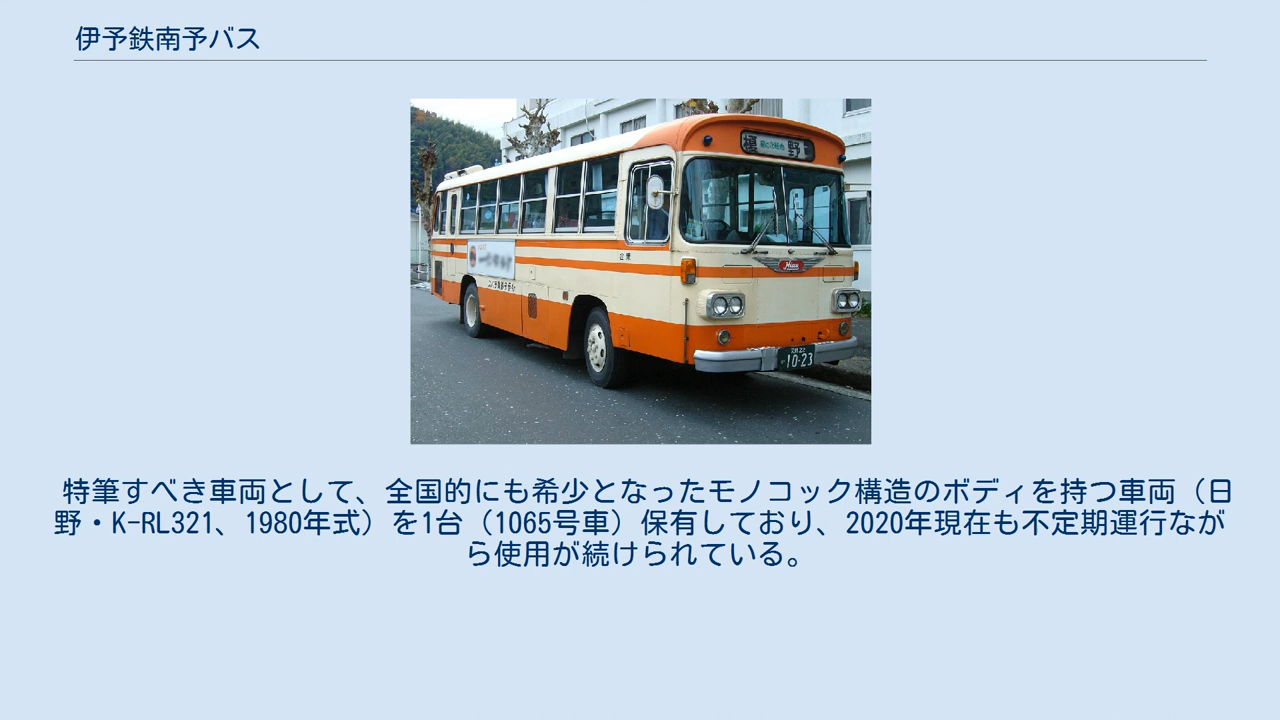 伊予鉄南予バス
野
Hino
10-23
特筆すべき車両として、全国的にも希少となったモノコック構造のボディを持つ車両（日
野・K-RL321、1980年式）を1台（1065号車）保有しており、2020年現在も不定期運行なが
ら使用が続けられている。